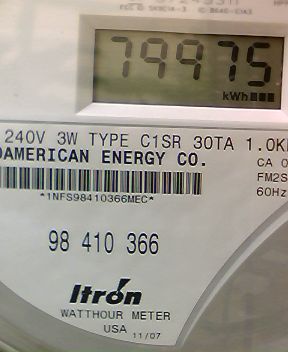 79975
kWh
240V 3W TYPE C1SR 30TA 1.0K
AMERICAN ENERGY CO.
CA 0
FM2S
60Hz
*1NFS98410366MEC*
98 410 366
Itron
WATTHOUR METER
USA 11/07